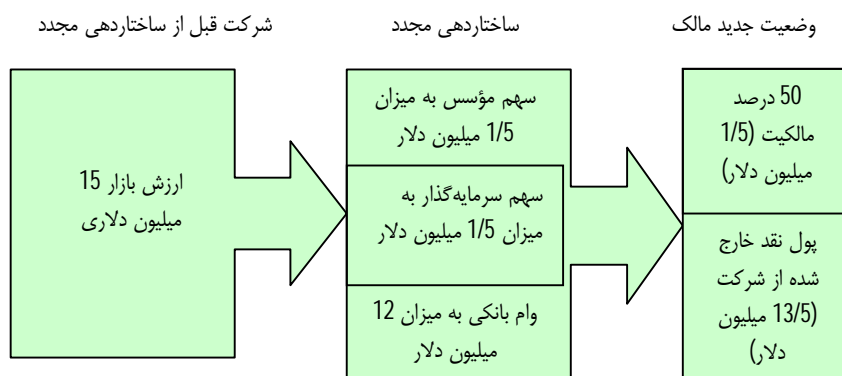 وضعیت جدید مالک
ساختاردهی مجدد
شرکت قبل از ساختاردهی مجدد
50 درصد
مالکیت (1/5
میلیون دلار)
پول نقد خارج
شده از شرکت
(13/5 میلیون
دلار)
سهم مؤسس به میزان
1/5 میلیون دلار
سهم سرمایه‌گذار به
میزان 1/5 میلیون دلار
وام بانکی به میزان 12
میلیون دلار
ارزش بازار 15
میلیون دلاری